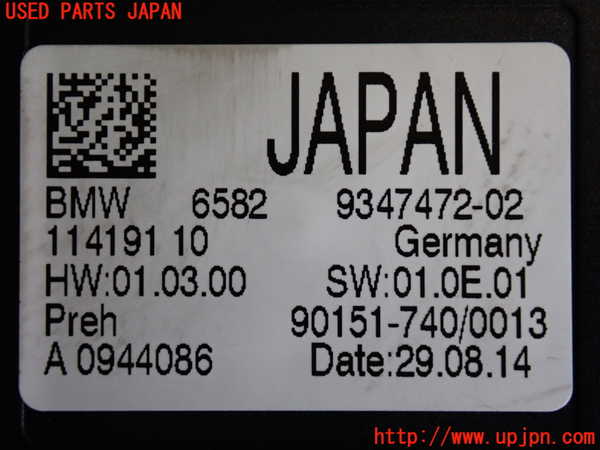 USED PARTS JAPAN
JAPAN
BMW 6582 9347472-02
114191 10 Germany
HW:01.03.00 SW:01.0E.01
Preh 90151-740/0013
A 0944086 Date:29.08.14
http://www.upjpn.com